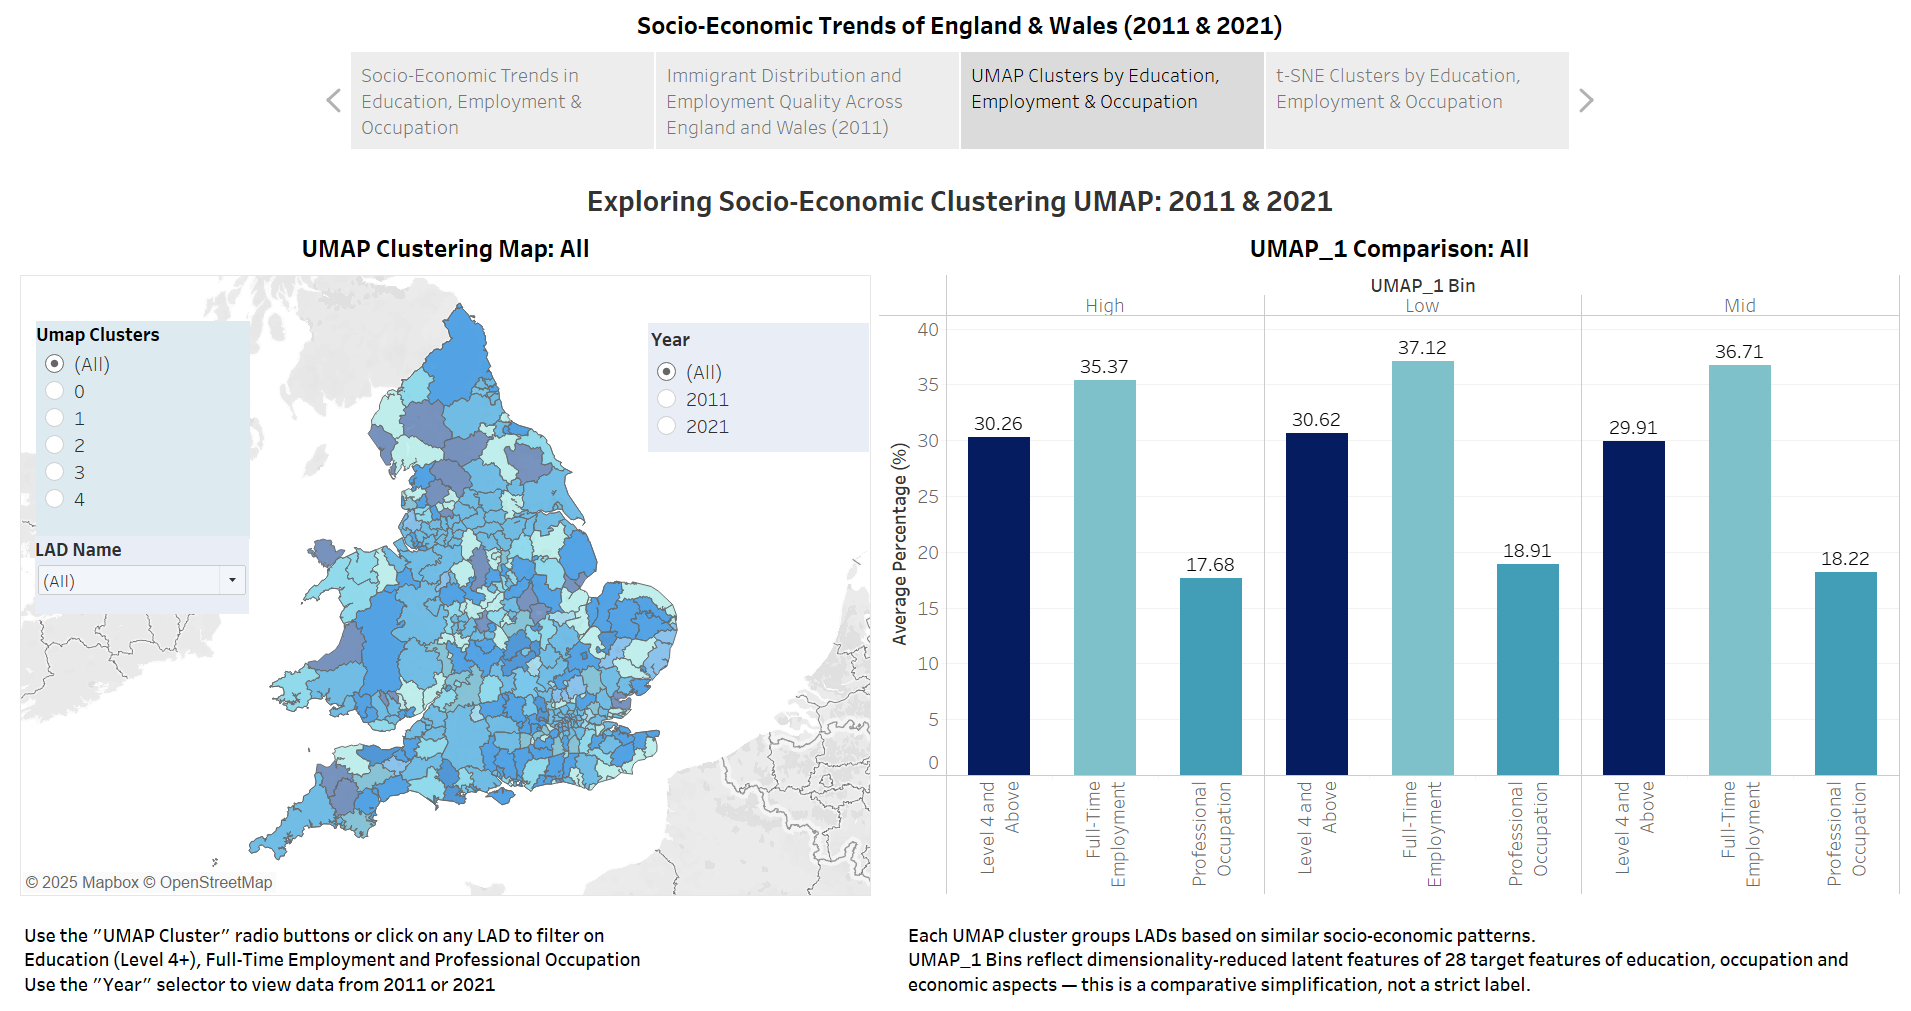 Socio-Economic Trends of England & Wales (2011 & 2021)
Socio-Economic Trends in
Education, Employment &
Occupation
Immigrant Distribution and
Employment Quality Across
England and Wales (2011)
UMAP Clusters by Education,
Employment & Occupation
t-SNE Clusters by Education,
Employment & Occupation
Exploring Socio-Economic Clustering UMAP: 2011 & 2021
UMAP Clustering Map: All
Umap Clusters
(All)
0
1
2
3
4
LAD Name
(All)
Year
(All)
2011
2021
© 2025 Mapbox © OpenStreetMap
UMAP_1 Comparison: All
UMAP_1 Bin
High
Low
Mid
Average Percentage (%)
40
35
30
25
20
15
10
5
0
30.26
35.37
17.68
30.62
37.12
18.91
29.91
36.71
18.22
Level 4 and
Above
Full-Time
Employment
Professional
Occupation
Level 4 and
Above
Full-Time
Employment
Professional
Occupation
Level 4 and
Above
Full-Time
Employment
Professional
Occupation
Use the "UMAP Cluster" radio buttons or click on any LAD to filter on
Education (Level 4+), Full-Time Employment and Professional Occupation
Use the "Year" selector to view data from 2011 or 2021
Each UMAP cluster groups LADs based on similar socio-economic patterns.
UMAP_1 Bins reflect dimensionality-reduced latent features of 28 target features of education, occupation and
economic aspects — this is a comparative simplification, not a strict label.